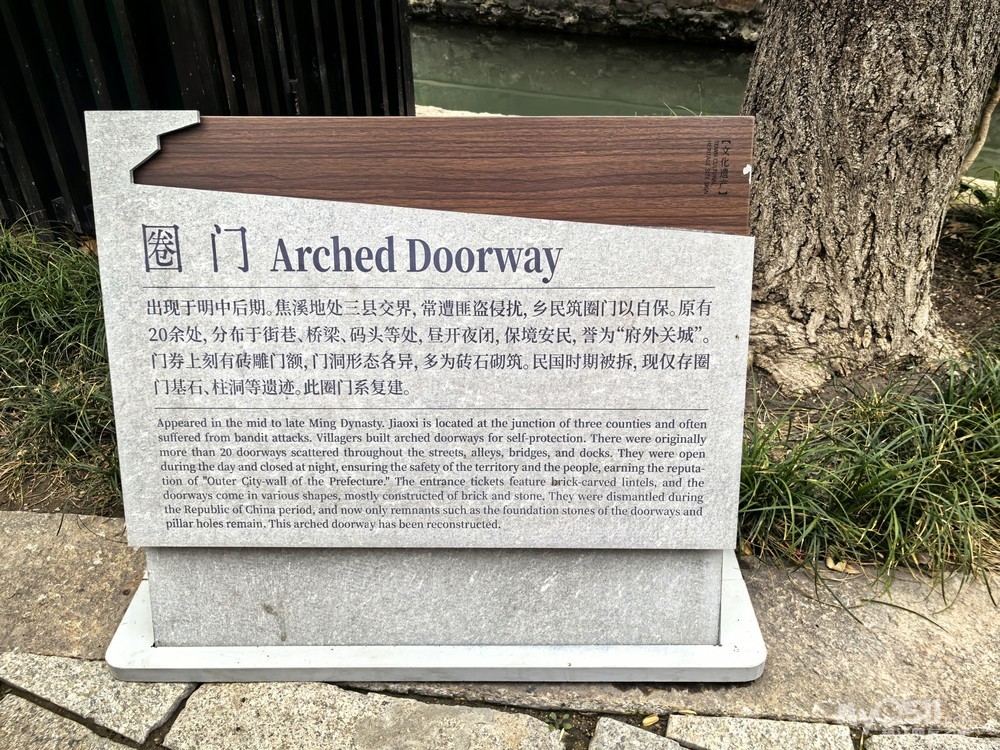 【文化遗产】
圈门 Arched Doorway
出现于明中后期。焦溪地处三县交界，常遭匪盗侵扰，乡民筑圈门以自保。原有
20余处，分布于街巷、桥梁、码头等处，昼开夜闭，保境安民，誉为“府外关城”。
门券上刻有砖雕门额，门洞形态各异，多为砖石砌筑。民国时期被拆，现仅存圈
门基石、柱洞等遗迹。此圈门系复建。
Appeared in the mid to late Ming Dynasty. Jiaoxi is located at the junction of three counties and often
suffered from bandit attacks. Villagers built arched doorways for self-protection. There were originally
more than 20 doorways scattered throughout the streets, alleys, bridges, and docks. They were open
during the day and closed at night, ensuring the safety of the territory and the people, earning the reputa-
tion of "Outer City-wall of the Prefecture." The entrance tickets feature brick-carved lintels, and the
doorways come in various shapes, mostly constructed of brick and stone. They were dismantled during
the Republic of China period, and now only remnants such as the foundation stones of the doorways and
pillar holes remain. This arched doorway has been reconstructed.